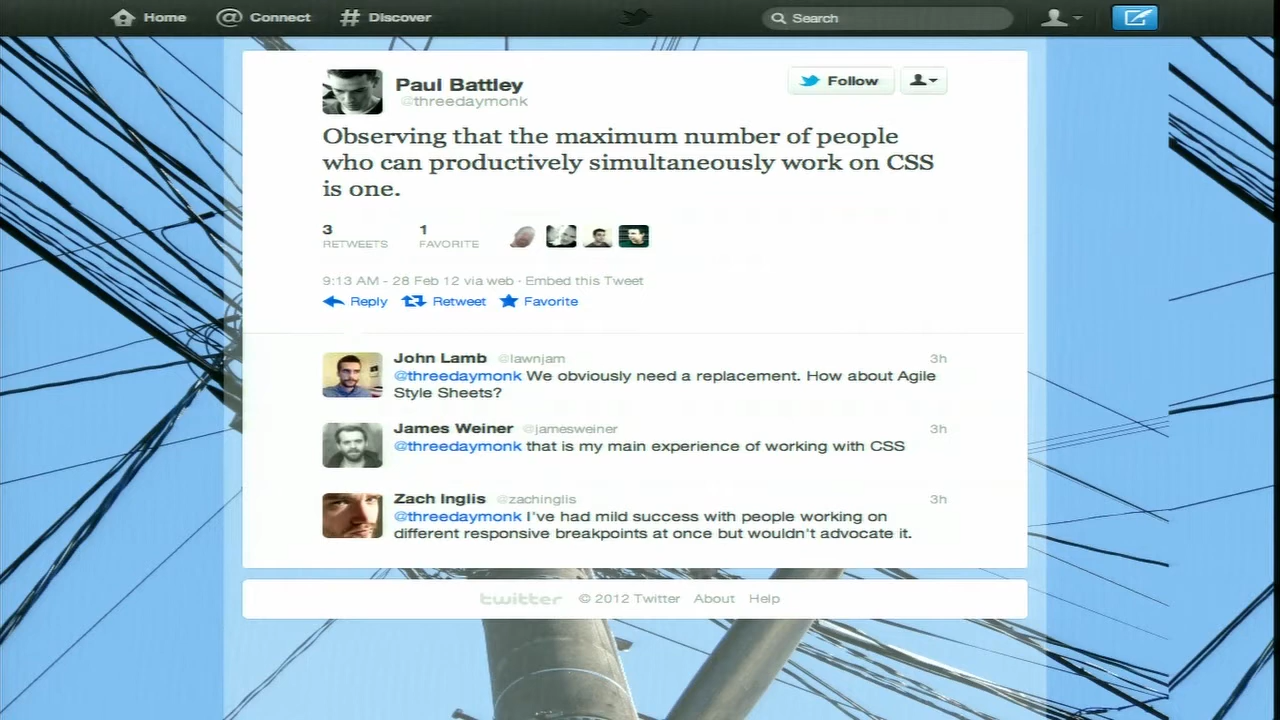 Home @ Connect # Discover Search
Paul Battley
@threedaymonk
Follow
Observing that the maximum number of people
who can productively simultaneously work on CSS
is one.
3 RETWEETS
1 FAVORITE
9:13 AM - 28 Feb 12 via web · Embed this Tweet
Reply Retweet Favorite
John Lamb @lawnjam 3h
@threedaymonk We obviously need a replacement. How about Agile
Style Sheets?
James Weiner @jamesweiner 3h
@threedaymonk that is my main experience of working with CSS
Zach Inglis @zachinglis 3h
@threedaymonk I've had mild success with people working on
different responsive breakpoints at once but wouldn't advocate it.
twitter © 2012 Twitter About Help